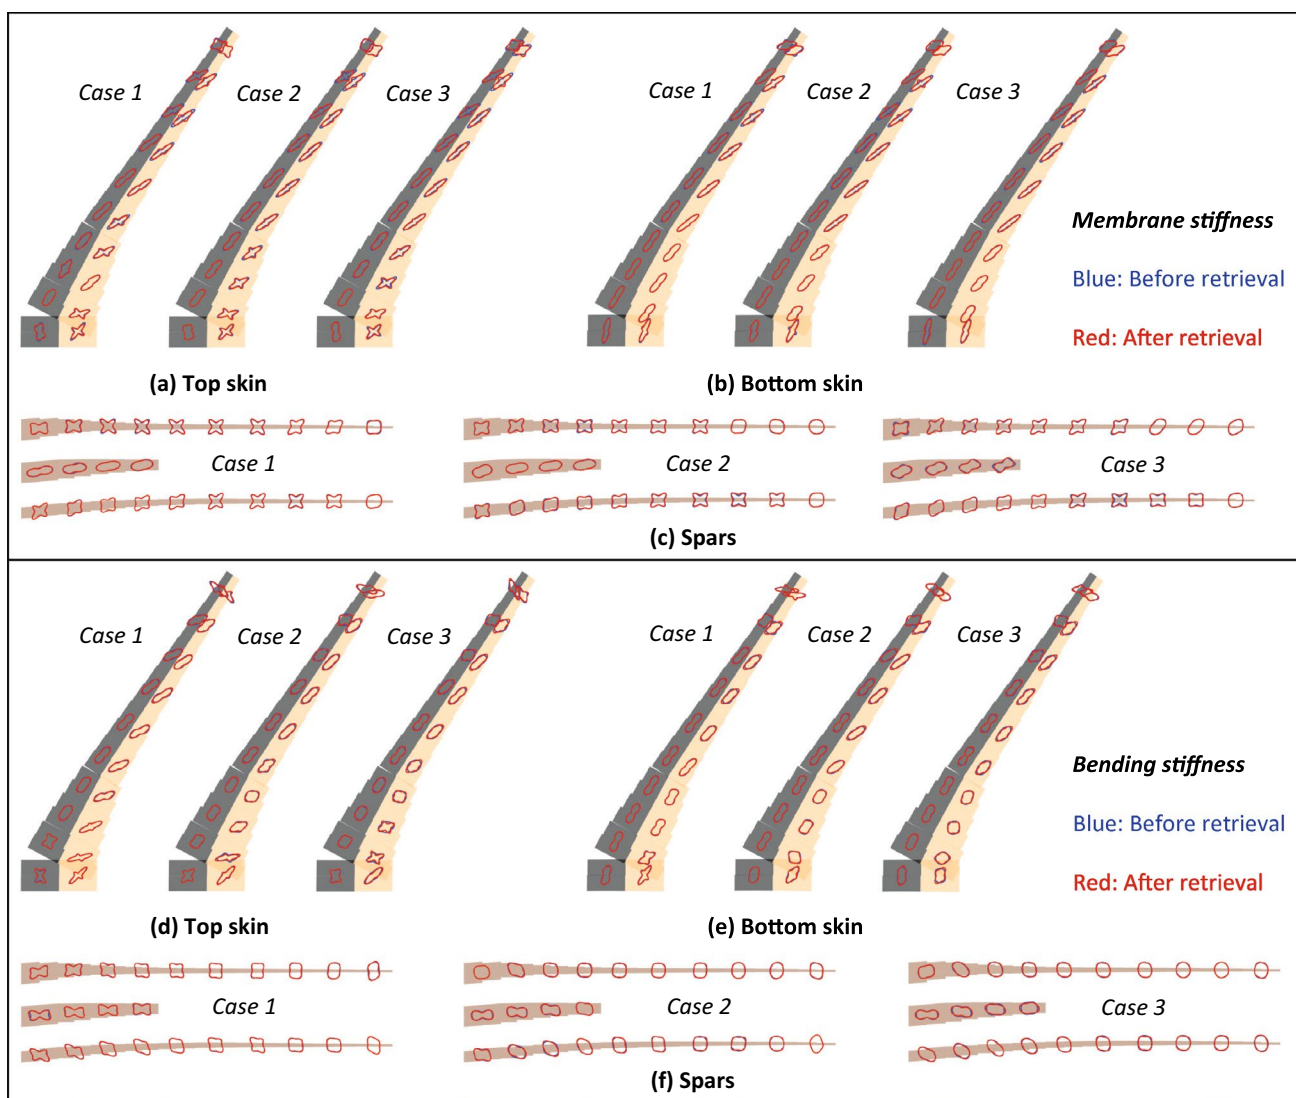 Case 1
Case 2
Case 3
Case 1
Case 2
Case 3
Membrane stiffness
Blue: Before retrieval
Red: After retrieval
(a) Top skin
(b) Bottom skin
Case 1
Case 2
Case 3
(c) Spars
Case 1
Case 2
Case 3
Case 1
Case 2
Case 3
Bending stiffness
Blue: Before retrieval
Red: After retrieval
(d) Top skin
(e) Bottom skin
Case 1
Case 2
Case 3
(f) Spars